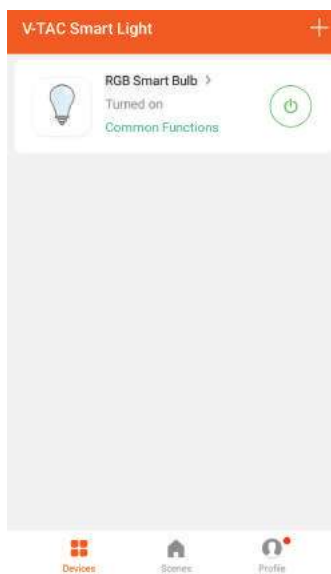 V-TAC Smart Light
RGB Smart Bulb
Turned on
Common Functions
Devices
Scenes
Profile